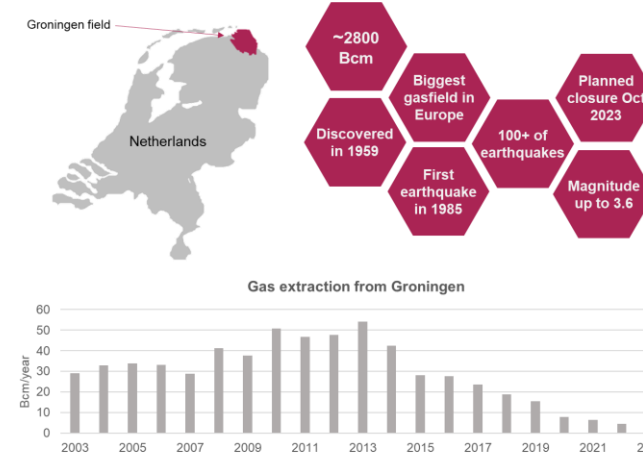 Groningen field
Netherlands
~2800
Bcm
Discovered
in 1959
Biggest
gasfield in
Europe
First
earthquake
in 1985
100+ of
earthquakes
Planned
closure Oct
2023
Magnitude
up to 3.6
Gas extraction from Groningen
Bcm/year
60
50
40
30
20
10
0
2003 2005 2007 2009 2011 2013 2015 2017 2019 2021